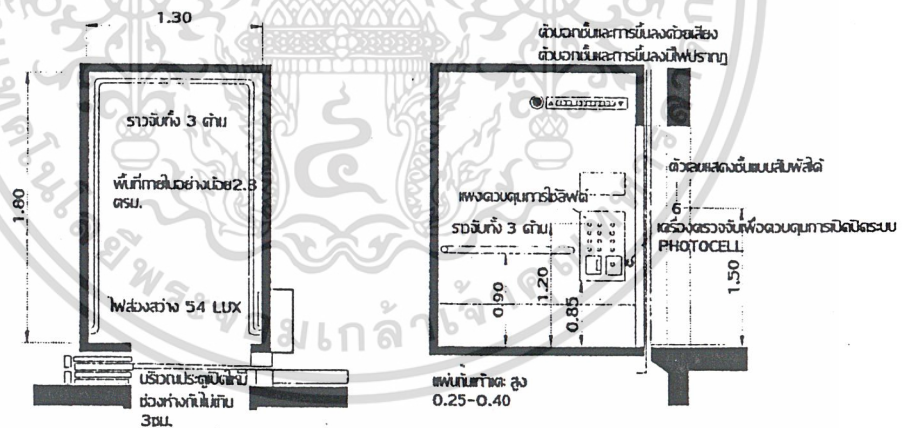 1.30
1.80
ราวจับทั้ง 3 ด้าน
พื้นที่ภายในอย่างน้อย2.3
ตรม.
ไฟส่องสว่าง 54 LUX
บริเวณประตูเปิดให้มี
ช่องห่างกันไม่เกิน
3ซม.
ตัวบอกชั้นและการขึ้นลงด้วยเสียง
ตัวบอกชั้นและการขึ้นลงมีไฟปรากฏ
แผงควบคุมการใช้ลิฟต์
ราวจับทั้ง 3 ด้าน
0.90
1.20
0.85
แผ่นกันเท้าเตะ สูง
0.25-0.40
ตัวเลขแสดงชั้นแบบสัมผัสได้
6
เครื่องตรวจจับเพื่อควบคุมการเปิดปิดระบบ
PHOTOCELL
1.50